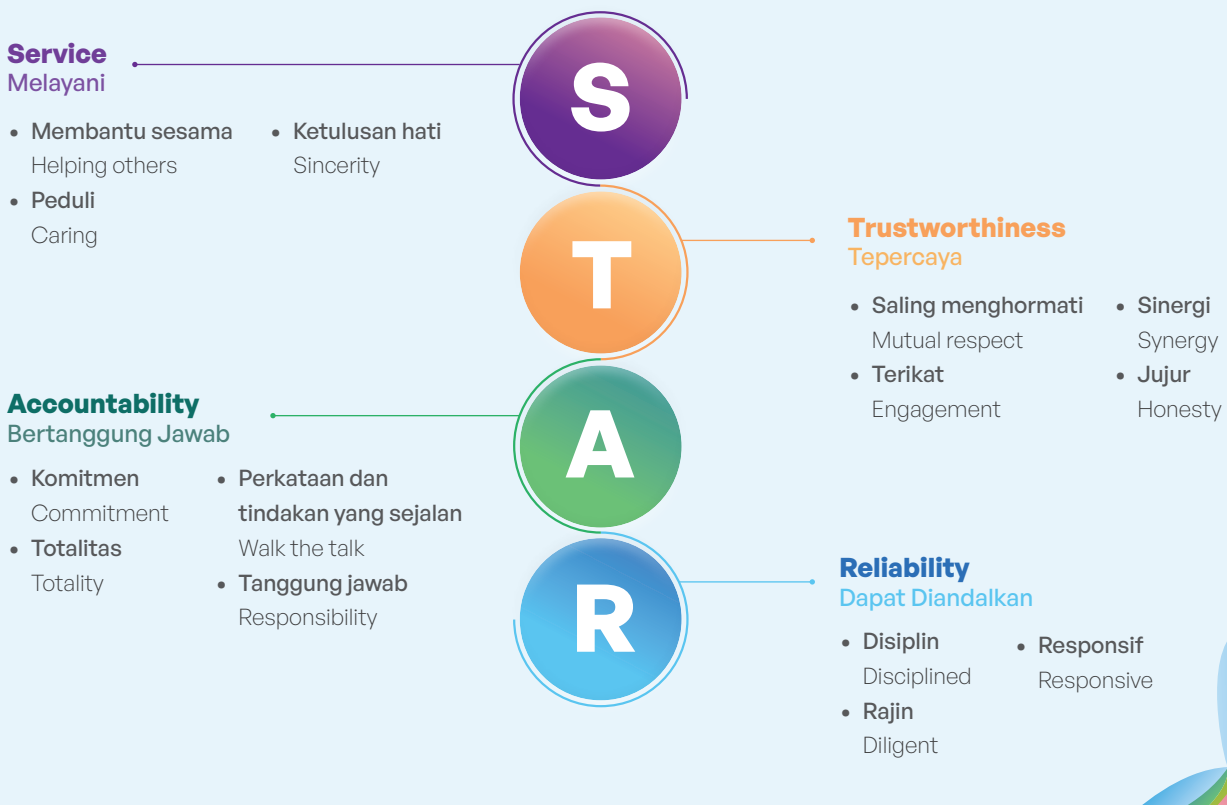 Service
Melayani
• Membantu sesama
Helping others
• Peduli
Caring
• Ketulusan hati
Sincerity
S
T
Trustworthiness
Tepercaya
• Saling menghormati
Mutual respect
• Terikat
Engagement
• Sinergi
Synergy
• Jujur
Honesty
Accountability
Bertanggung Jawab
• Komitmen
Commitment
• Totalitas
Totality
• Perkataan dan
tindakan yang sejalan
Walk the talk
• Tanggung jawab
Responsibility
A
R
Reliability
Dapat Diandalkan
• Disiplin
Disciplined
• Rajin
Diligent
• Responsif
Responsive